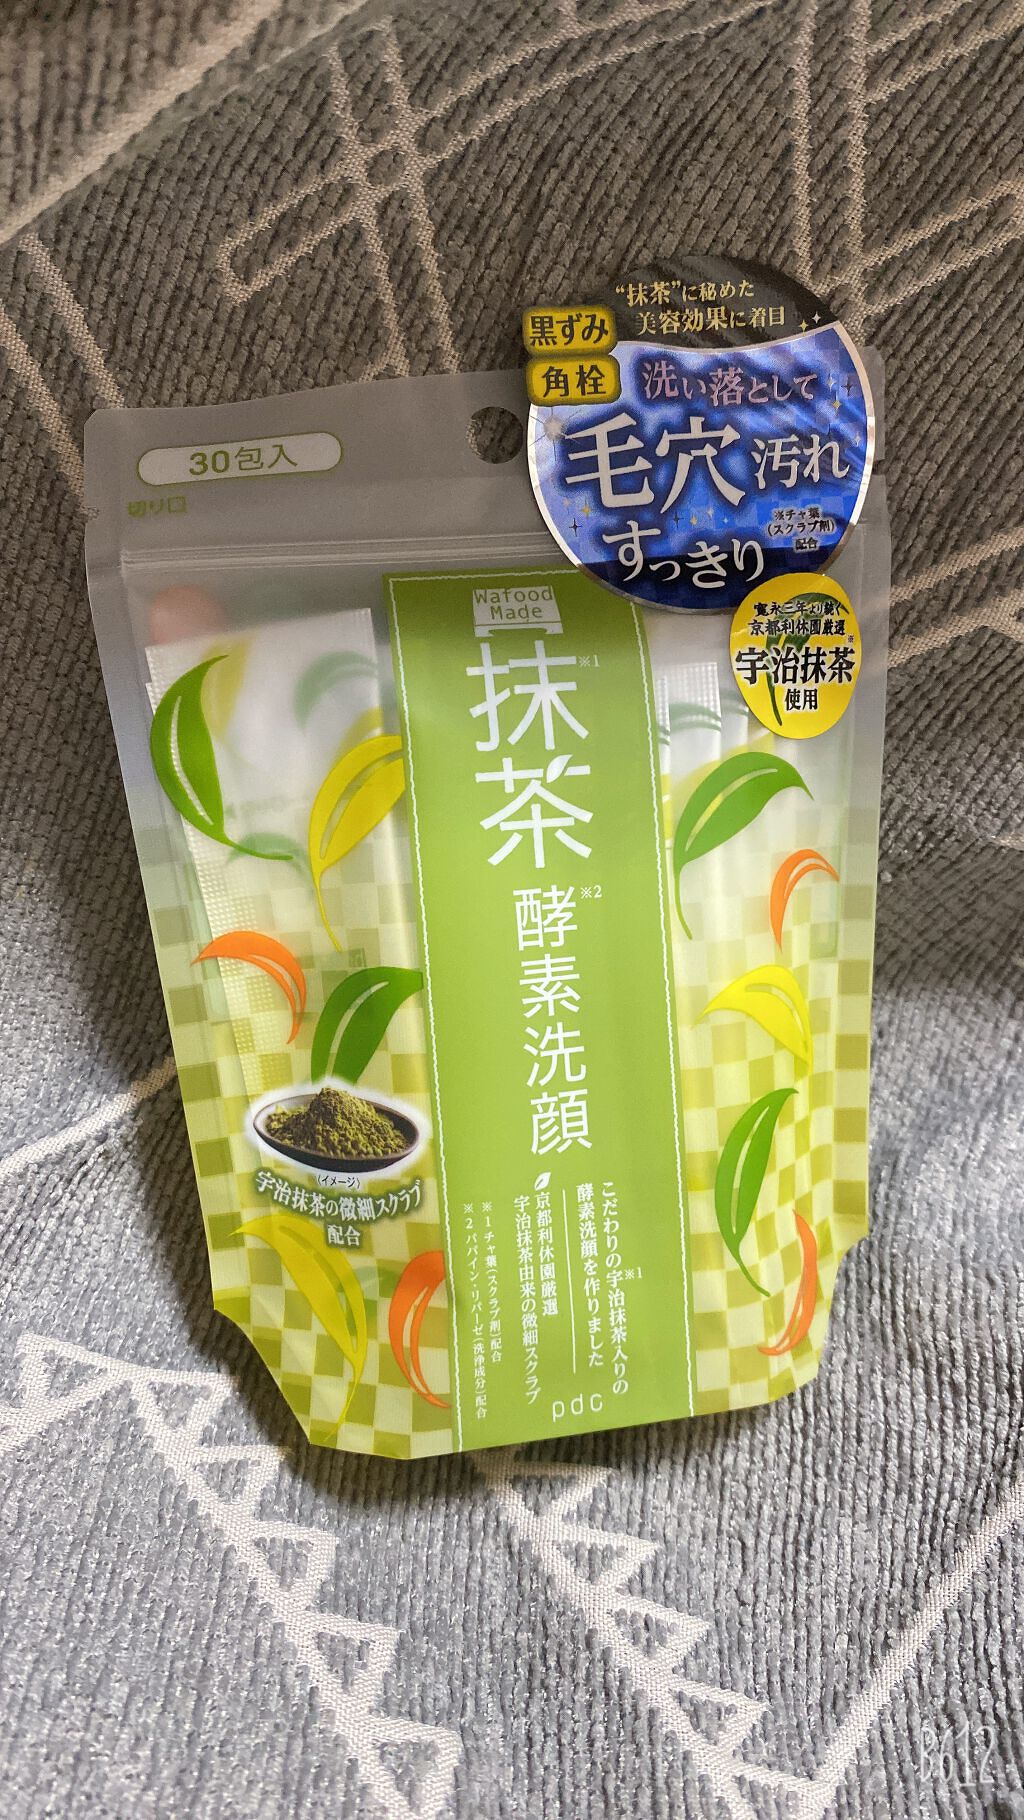 “抹茶”に秘めた
美容効果に着目
黒ずみ
角栓
洗い落として
毛穴汚れ
すっきり
※チャ葉
(スクラブ剤)
配合
30包入
切り口
寛永三年より続く
京都利休園厳選
宇治抹茶※
使用
Wafood
Made
抹茶※1
酵素洗顔※2
こだわりの宇治抹茶※1入りの
酵素洗顔を作りました
京都利休園厳選
宇治抹茶由来の微細スクラブ
※1 チャ葉(スクラブ剤)配合
※2 パパイン・リパーゼ(洗浄成分)配合
(イメージ)
宇治抹茶の微細スクラブ
配合
pdc
B612